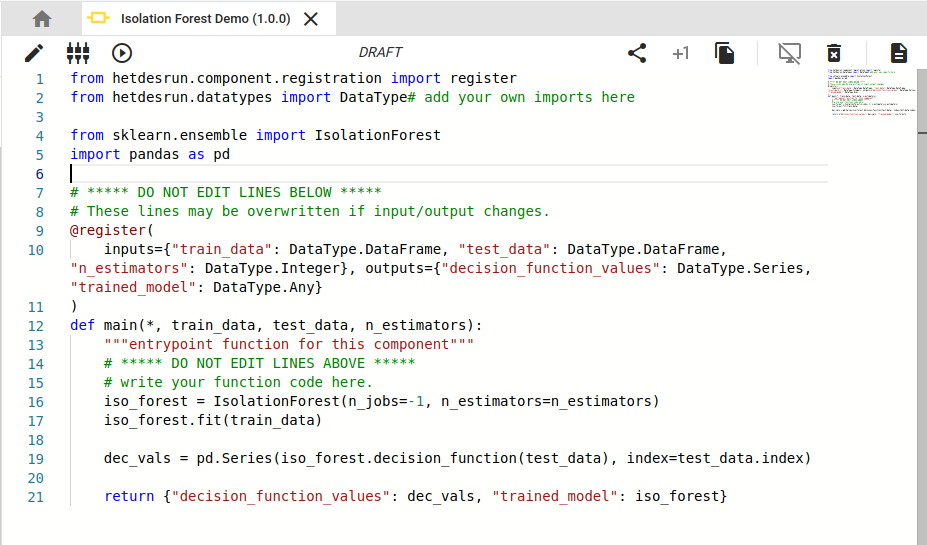 Isolation Forest Demo (1.0.0)
DRAFT
+1
1 from hetdesrun.component.registration import register
2 from hetdesrun.datatypes import DataType# add your own imports here
3
4 from sklearn.ensemble import IsolationForest
5 import pandas as pd
6
7 # ***** DO NOT EDIT LINES BELOW *****
8 # These lines may be overwritten if input/output changes.
9 @register(
10     inputs={"train_data": DataType.DataFrame, "test_data": DataType.DataFrame,
"n_estimators": DataType.Integer}, outputs={"decision_function_values": DataType.Series,
"trained_model": DataType.Any}
11 )
12 def main(*, train_data, test_data, n_estimators):
13     """entrypoint function for this component"""
14     # ***** DO NOT EDIT LINES ABOVE *****
15     # write your function code here.
16     iso_forest = IsolationForest(n_jobs=-1, n_estimators=n_estimators)
17     iso_forest.fit(train_data)
18
19     dec_vals = pd.Series(iso_forest.decision_function(test_data), index=test_data.index)
20
21     return {"decision_function_values": dec_vals, "trained_model": iso_forest}